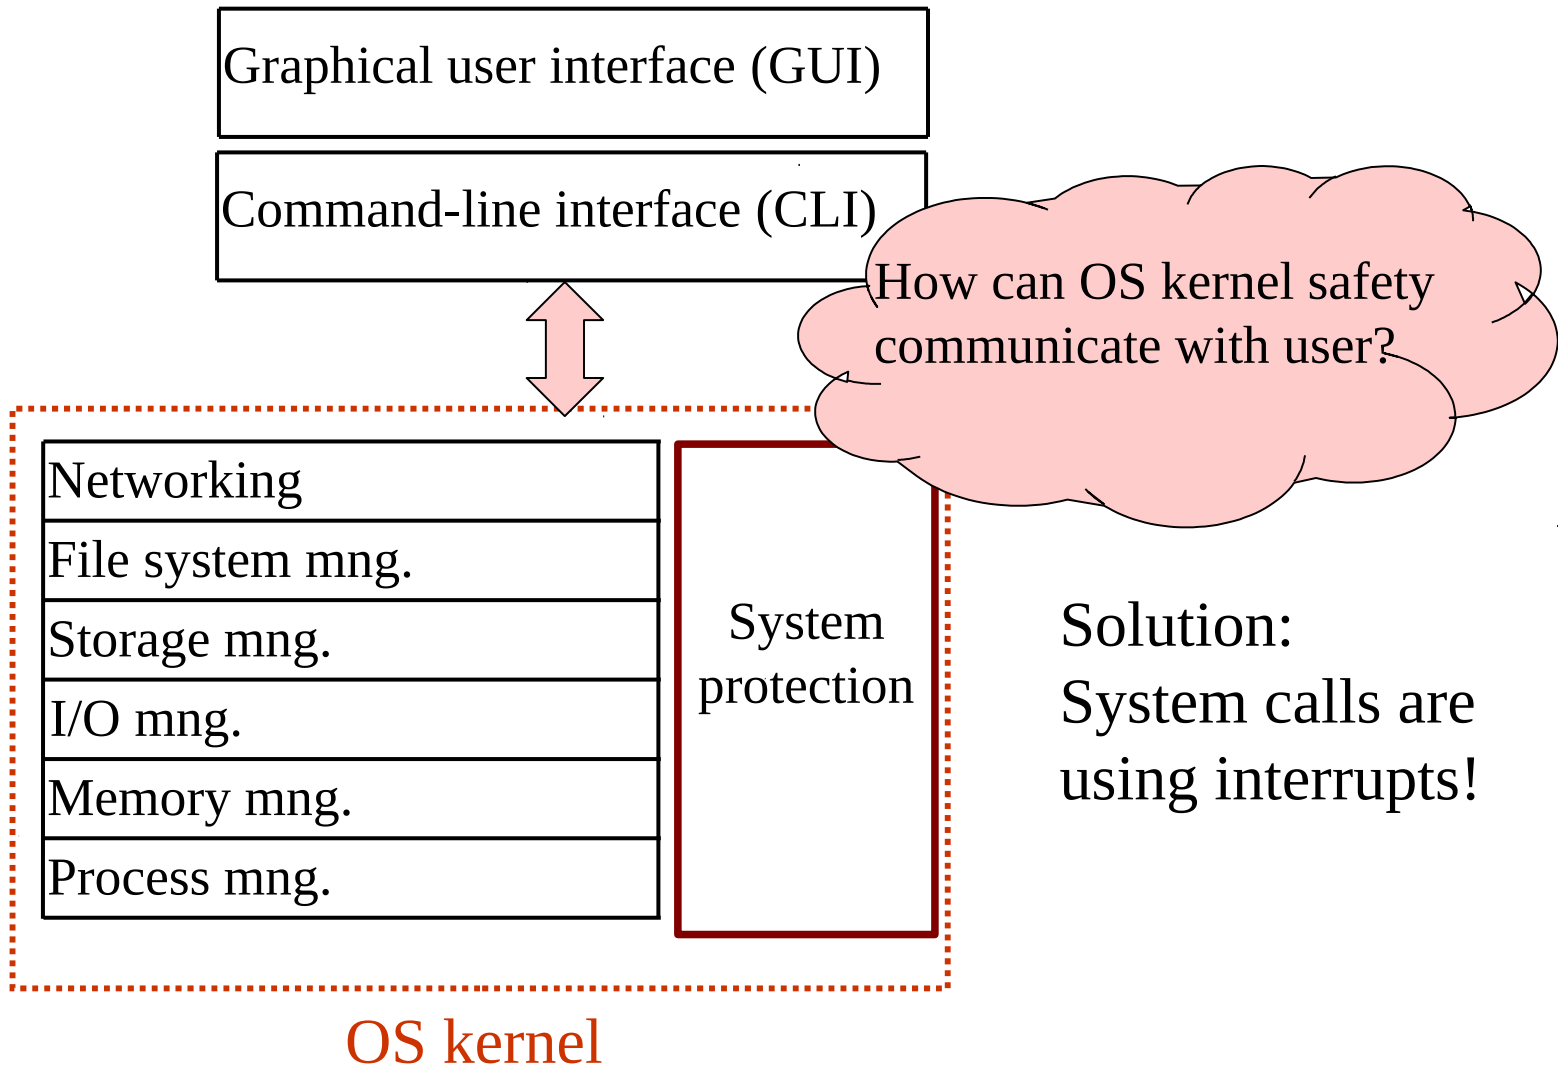 Graphical user interface (GUI)
Command-line interface (CLI)
How can OS kernel safety
communicate with user?
Networking
File system mng.
Storage mng.
I/O mng.
Memory mng.
Process mng.
System
protection
Solution:
System calls are
using interrupts!
OS kernel